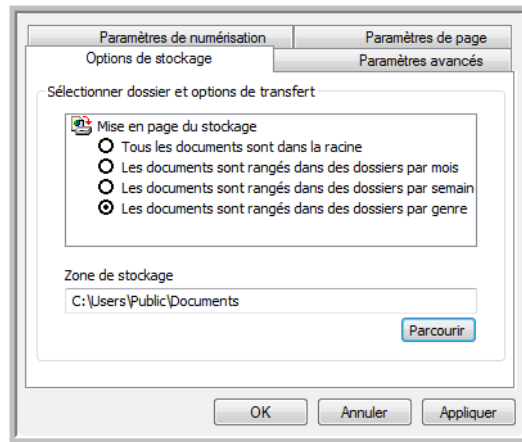 Paramètres de numérisation
Paramètres de page
Options de stockage
Paramètres avancés
Sélectionner dossier et options de transfert
Mise en page du stockage
Tous les documents sont dans la racine
Les documents sont rangés dans des dossiers par mois
Les documents sont rangés dans des dossiers par semain
Les documents sont rangés dans des dossiers par genre
Zone de stockage
C:\Users\Public\Documents
Parcourir
OK
Annuler
Appliquer